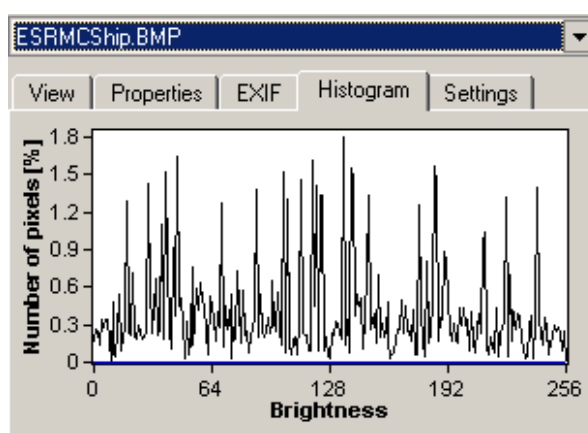 ESRMCShip.BMP
View Properties EXIF Histogram Settings
Number of pixels [%]
1.8
1.5
1.2
0.9
0.6
0.3
0
0 64 128 192 256
Brightness